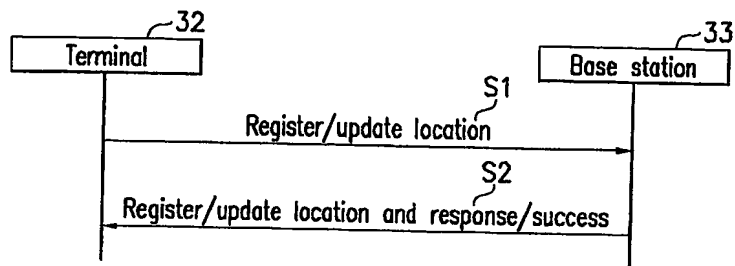 32
Terminal
33
Base station
S1
Register/update location
S2
Register/update location and response/success